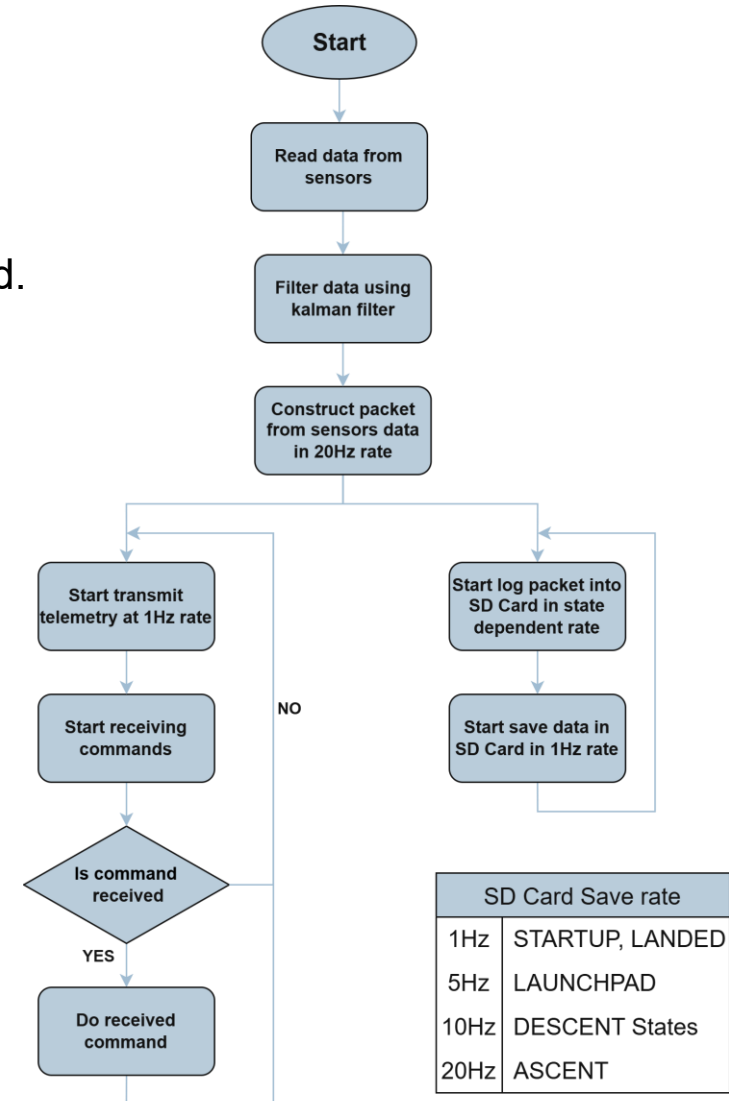 Start
Read data from
sensors
d.
Filter data using
kalman filter
Construct packet
from sensors data
in 20Hz rate
Start transmit
telemetry at 1Hz rate
Start receiving
commands
Is command
received
NO
YES
Do received
command
Start log packet into
SD Card in state
dependent rate
Start save data in
SD Card in 1Hz rate
SD Card Save rate
1Hz STARTUP, LANDED
5Hz LAUNCHPAD
10Hz DESCENT States
20Hz ASCENT